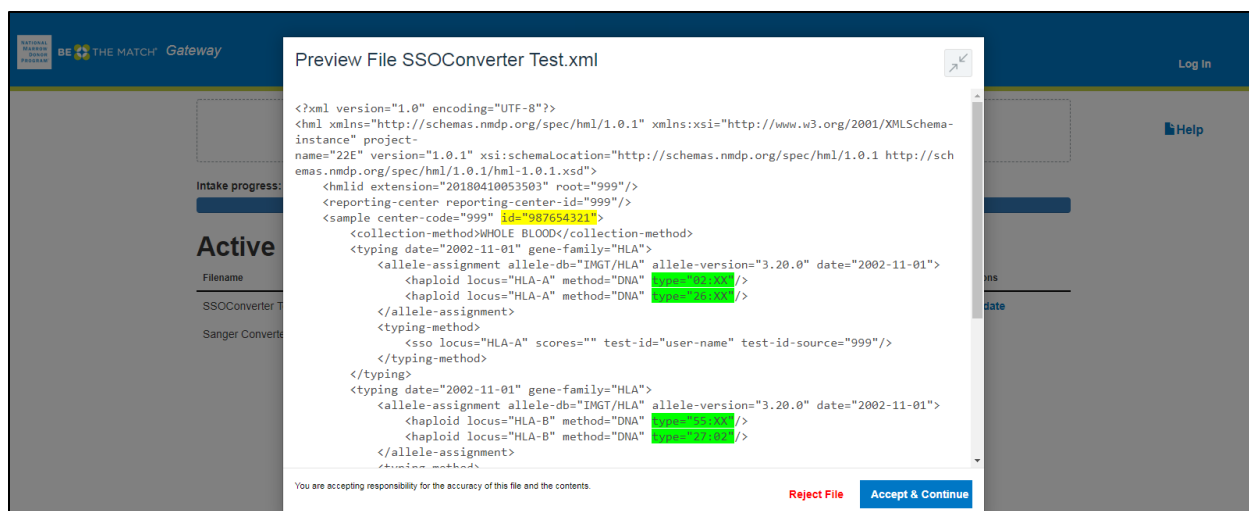 NATIONAL
MARROW
DONOR
PROGRAM
BE THE MATCH® Gateway
Log In
Help
Intake progress:
Active
Filename
ons
SSOConverter T
date
Sanger Converte
Preview File SSOConverter Test.xml
<?xml version="1.0" encoding="UTF-8"?>
<hml xmlns="http://schemas.nmdp.org/spec/hml/1.0.1" xmlns:xsi="http://www.w3.org/2001/XMLSchema-
instance" project-
name="22E" version="1.0.1" xsi:schemaLocation="http://schemas.nmdp.org/spec/hml/1.0.1 http://sch
emas.nmdp.org/spec/hml/1.0.1/hml-1.0.1.xsd">
<hmlid extension="20180410053503" root="999"/>
<reporting-center reporting-center-id="999"/>
<sample center-code="999" id="987654321">
<collection-method>WHOLE BLOOD</collection-method>
<typing date="2002-11-01" gene-family="HLA">
<allele-assignment allele-db="IMGT/HLA" allele-version="3.20.0" date="2002-11-01">
<haploid locus="HLA-A" method="DNA" type="02:XX"/>
<haploid locus="HLA-A" method="DNA" type="26:XX"/>
</allele-assignment>
<typing-method>
<sso locus="HLA-A" scores="" test-id="user-name" test-id-source="999"/>
</typing-method>
</typing>
<typing date="2002-11-01" gene-family="HLA">
<allele-assignment allele-db="IMGT/HLA" allele-version="3.20.0" date="2002-11-01">
<haploid locus="HLA-B" method="DNA" type="55:XX"/>
<haploid locus="HLA-B" method="DNA" type="27:02"/>
</allele-assignment>
<typing-method>
You are accepting responsibility for the accuracy of this file and the contents.
Reject File
Accept & Continue